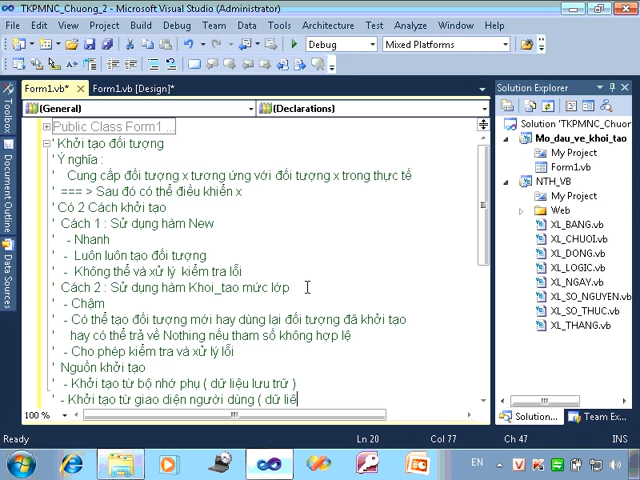 TKPMNC_Chuong_2 - Microsoft Visual Studio (Administrator)
File Edit View Project Build Debug Team Data Tools Architecture Test Analyze Window Help
Debug Mixed Platforms
Form1.vb* Form1.vb [Design]*
(General) (Declarations)
Public Class Form1 ...
' Khởi tạo đối tượng
' Ý nghĩa :
' Cung cấp đối tượng x tương ứng với đối tượng x trong thực tế
' === > Sau đó có thể điều khiển x
' Có 2 Cách khởi tạo
' Cách 1 : Sử dụng hàm New
' - Nhanh
' - Luôn luôn tạo đối tượng
' - Không thể và xử lý kiểm tra lỗi
' Cách 2 : Sử dụng hàm Khoi_tao mức lớp
' - Chậm
' - Có thể tạo đối tượng mới hay dùng lại đối tượng đã khởi tạo
' hay có thể trả về Nothing nếu tham số không hợp lệ
' - Cho phép kiểm tra và xử lý lỗi
' Nguồn khởi tạo
' - Khởi tạo từ bộ nhớ phụ ( dữ liệu lưu trữ )
' - Khởi tạo từ giao diện người dùng ( dữ liê
100 %
Toolbox
Document Outline
Data Sources
Solution Explorer
Solution 'TKPMNC_Chuong
Mo_dau_ve_khoi_tao
My Project
Form1.vb
NTH_VB
My Project
Web
XL_BANG.vb
XL_CHUOI.vb
XL_DONG.vb
XL_LOGIC.vb
XL_NGAY.vb
XL_SO_NGUYEN.vb
XL_SO_THUC.vb
XL_THANG.vb
Solution... Team Ex...
Ready Ln 20 Col 77 Ch 47 INS
EN 4:56 PM